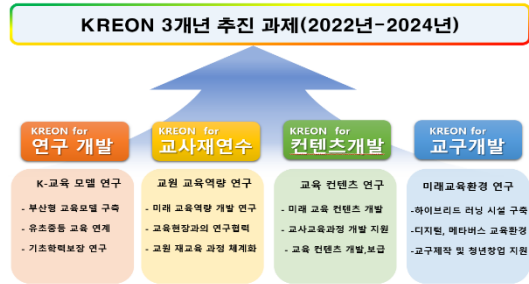 KREON 3개년 추진 과제(2022년-2024년)
KREON for
연구 개발
KREON for
교사재연수
KREON for
컨텐츠개발
KREON for
교구개발
K-교육 모델 연구
- 부산형 교육모델 구축
- 유초중등 교육 연계
- 기초학력보장 연구
교원 교육역량 연구
- 미래 교육역량 개발 연구
- 교육현장과의 연구협력
- 교원 재교육 과정 체계화
교육 컨텐츠 연구
- 미래 교육 컨텐츠 개발
- 교사교육과정 개발 지원
- 교육 컨텐츠 개발,보급
미래교육환경 연구
-하이브리드 러닝 시설 구축
-디지털, 메타버스 교육환경
-교구제작 및 청년창업 지원